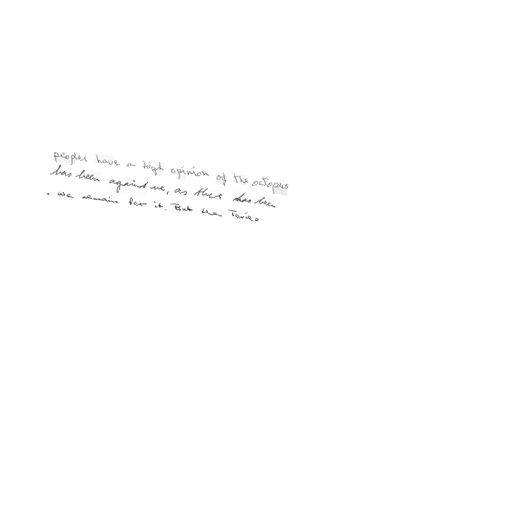 peoples have a high opinion of the octopus
has been against us, as there has been
. we remain for it. But the Tories